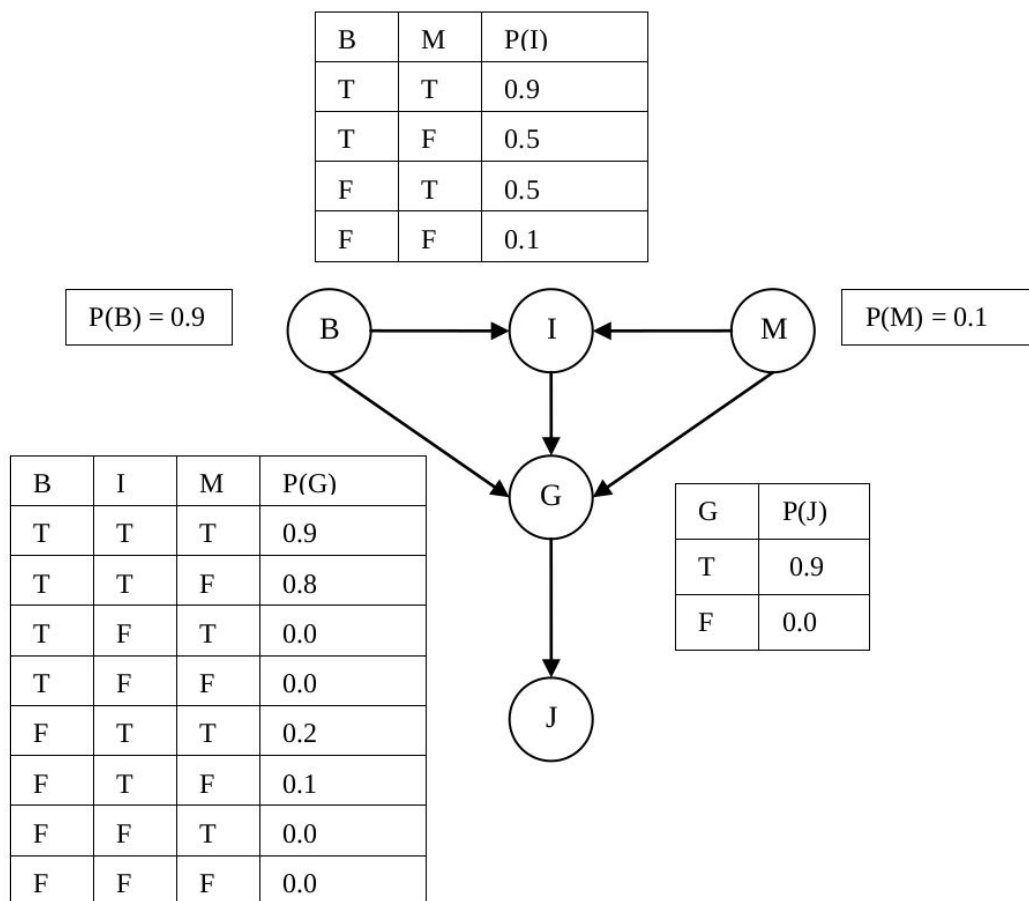 B M P(I)
T T 0.9
T F 0.5
F T 0.5
F F 0.1
P(B) = 0.9
B
I
M
P(M) = 0.1
B I M P(G)
T T T 0.9
T T F 0.8
T F T 0.0
T F F 0.0
F T T 0.2
F T F 0.1
F F T 0.0
F F F 0.0
G
G P(J)
T 0.9
F 0.0
J